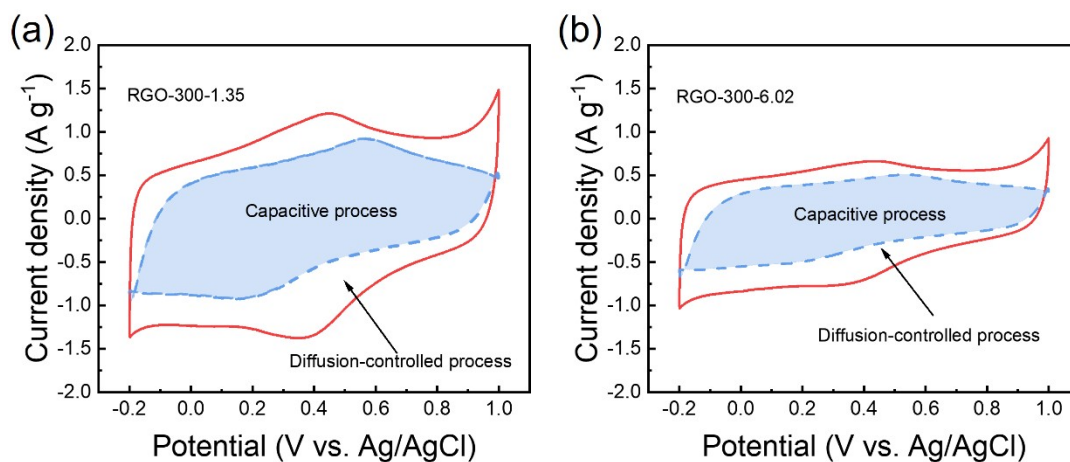 (a)
2.0
1.5
1.0
0.5
0.0
-0.5
-1.0
-1.5
-2.0
Current density (A g⁻¹)
RGO-300-1.35
Capacitive process
Diffusion-controlled process
-0.2 0.0 0.2 0.4 0.6 0.8 1.0
Potential (V vs. Ag/AgCl)
(b)
2.0
1.5
1.0
0.5
0.0
-0.5
-1.0
-1.5
-2.0
Current density (A g⁻¹)
RGO-300-6.02
Capacitive process
Diffusion-controlled process
-0.2 0.0 0.2 0.4 0.6 0.8 1.0
Potential (V vs. Ag/AgCl)